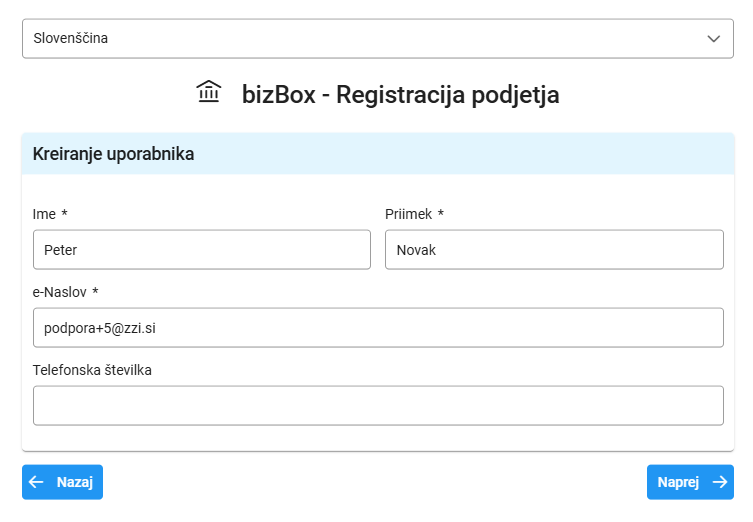 Slovenščina
bizBox - Registracija podjetja
Kreiranje uporabnika
Ime *
Priimek *
Peter
Novak
e-Naslov *
podpora+5@zzi.si
Telefonska številka
Nazaj
Naprej